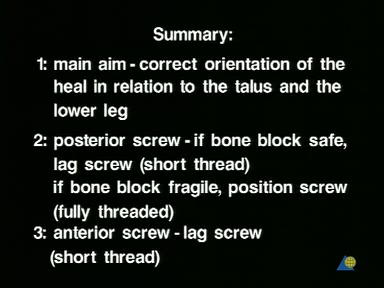 Summary:
1: main aim - correct orientation of the
heal in relation to the talus and the
lower leg
2: posterior screw - if bone block safe,
lag screw (short thread)
if bone block fragile, position screw
(fully threaded)
3: anterior screw - lag screw
(short thread)